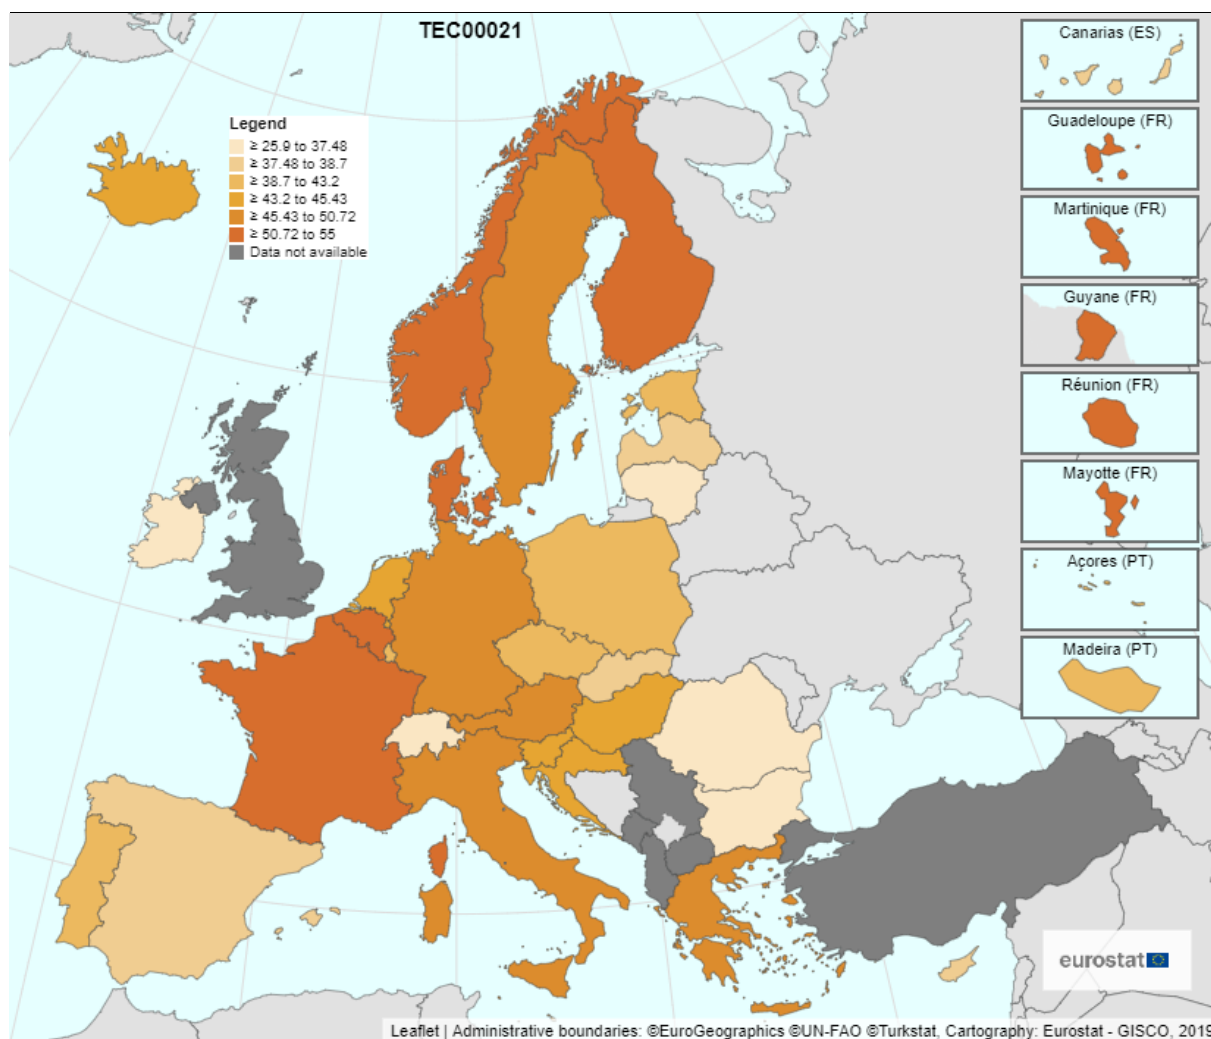 TEC00021
Legend
≥ 25.9 to 37.48
≥ 37.48 to 38.7
≥ 38.7 to 43.2
≥ 43.2 to 45.43
≥ 45.43 to 50.72
≥ 50.72 to 55
Data not available
Canarias (ES)
Guadeloupe (FR)
Martinique (FR)
Guyane (FR)
Réunion (FR)
Mayotte (FR)
Açores (PT)
Madeira (PT)
eurostat
Leaflet | Administrative boundaries: ©EuroGeographics ©UN-FAO ©Turkstat, Cartography: Eurostat - GISCO, 2019